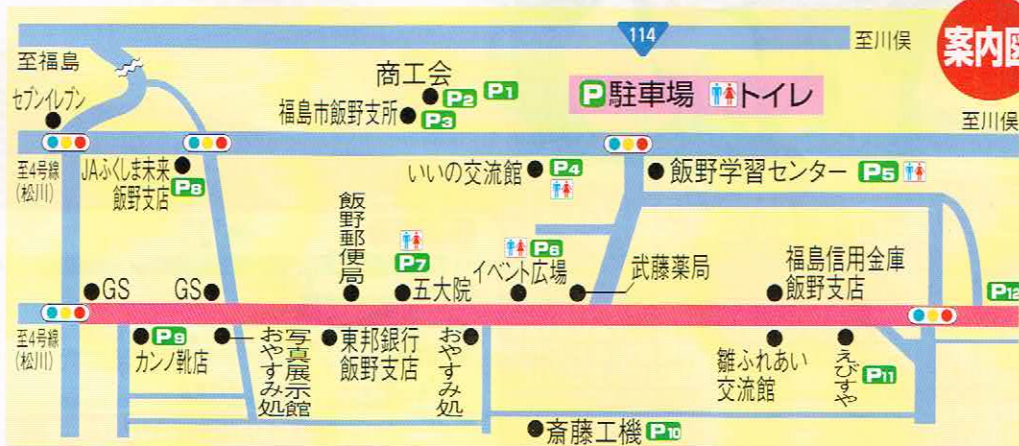 114
至川俣
案内図
至福島
セブンイレブン
商工会
P2
P1
福島市飯野支所
P3
P駐車場
トイレ
至川俣
至4号線
(松川)
JAふくしま未来
飯野支店
P8
いいの交流館
P4
飯野学習センター
P5
飯野郵便局
P7
五大院
P6
イベント広場
武藤薬局
福島信用金庫
飯野支店
P12
GS
GS
至4号線
(松川)
P9
カンノ靴店
写真展示館
おやすみ処
東邦銀行
飯野支店
おやすみ処
雛ふれあい
交流館
えびすや
P11
斎藤工機
P10